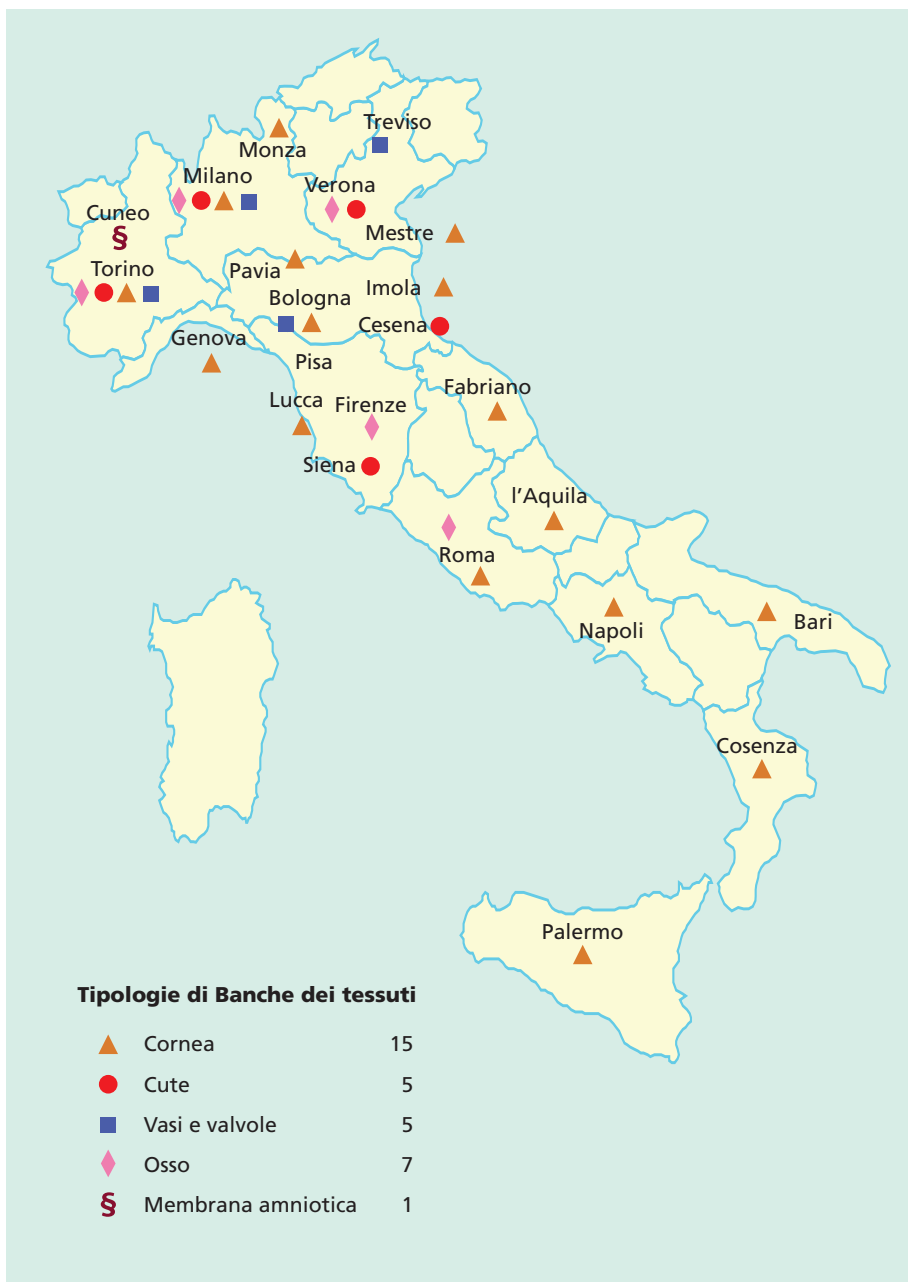 Treviso
Monza
Milano
Verona
Cuneo
§
Mestre
Torino
Pavia
Imola
Bologna
Cesena
Genova
Pisa
Fabriano
Lucca
Firenze
Siena
l'Aquila
Roma
Napoli
Bari
Cosenza
Palermo
Tipologie di Banche dei tessuti
Cornea 15
Cute 5
Vasi e valvole 5
Osso 7
§ Membrana amniotica 1